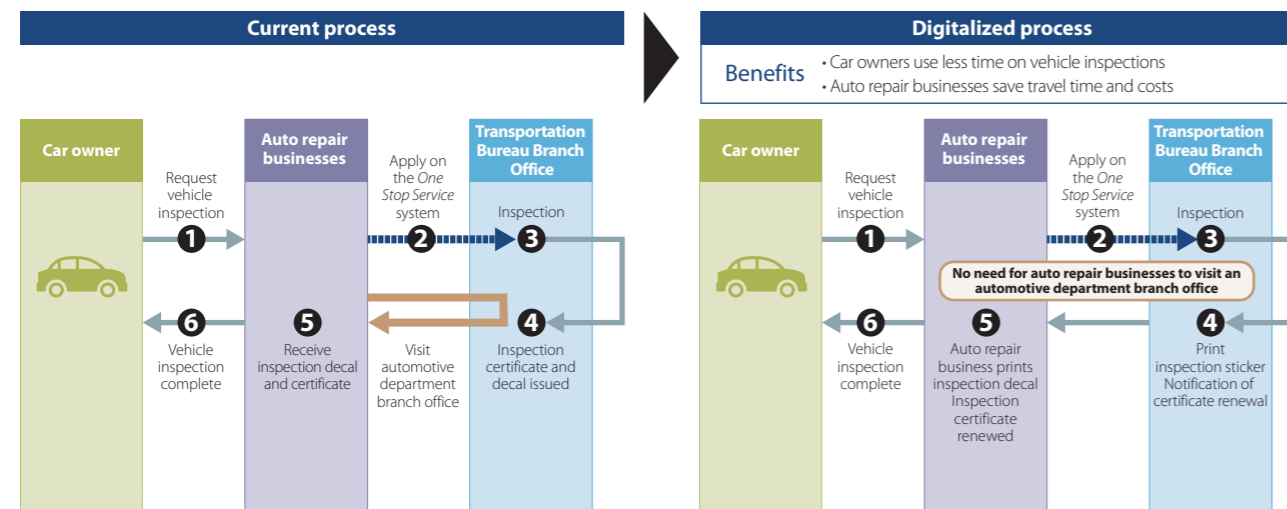 Current process
Car owner
Auto repair
businesses
Transportation
Bureau Branch
Office
Request
vehicle
inspection
1
Apply on
the One
Stop Service
system
2
Inspection
3
4
Inspection
certificate and
decal issued
Visit
automotive
department
branch office
5
Receive
inspection decal
and certificate
6
Vehicle
inspection
complete
Digitalized process
Benefits
• Car owners use less time on vehicle inspections
• Auto repair businesses save travel time and costs
Car owner
Auto repair
businesses
Transportation
Bureau Branch
Office
Request
vehicle
inspection
1
Apply on
the One
Stop Service
system
2
Inspection
3
No need for auto repair businesses to visit an
automotive department branch office
4
Print
inspection sticker
Notification of
certificate renewal
5
Auto repair
business prints
inspection decal
Inspection
certificate
renewed
6
Vehicle
inspection
complete